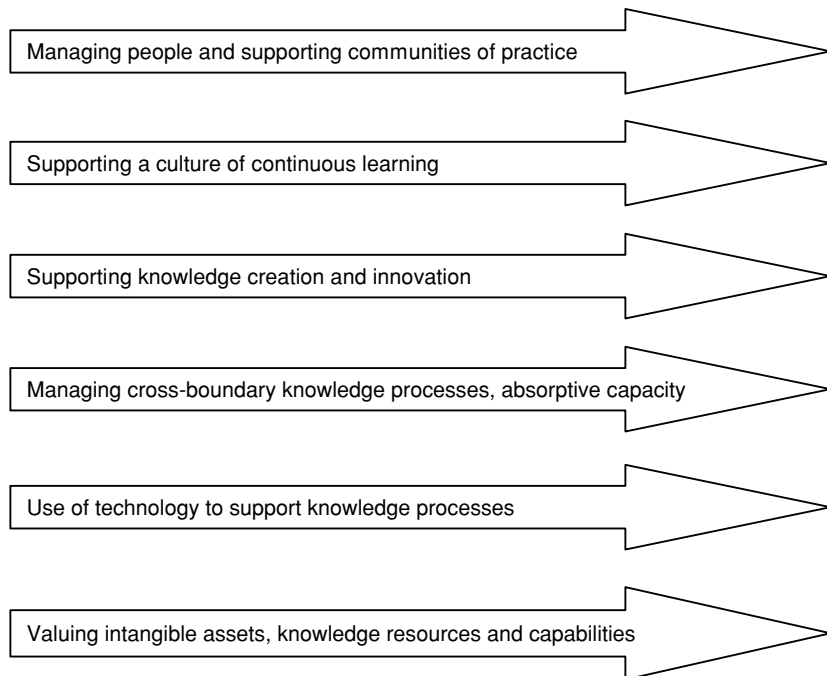 Managing people and supporting communities of practice
Supporting a culture of continuous learning
Supporting knowledge creation and innovation
Managing cross-boundary knowledge processes, absorptive capacity
Use of technology to support knowledge processes
Valuing intangible assets, knowledge resources and capabilities